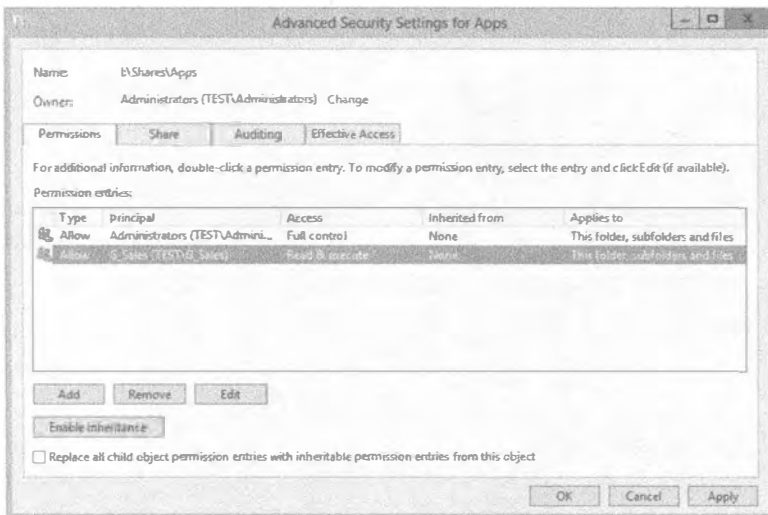 Advanced Security Settings for Apps
Name: E:\Shares\Apps
Owner: Administrators (TEST\Administrators) Change
Permissions Share Auditing Effective Access
For additional information, double-click a permission entry. To modify a permission entry, select the entry and click Edit (if available).
Permission entries:
Type Principal Access Inherited from Applies to
Allow Administrators (TEST\Admini... Full control None This folder, subfolders and files
Allow G_Sales (TEST\G_Sales) Read & execute None This folder, subfolders and files
Add Remove Edit
Enable inheritance
Replace all child object permission entries with inheritable permission entries from this object
OK Cancel Apply